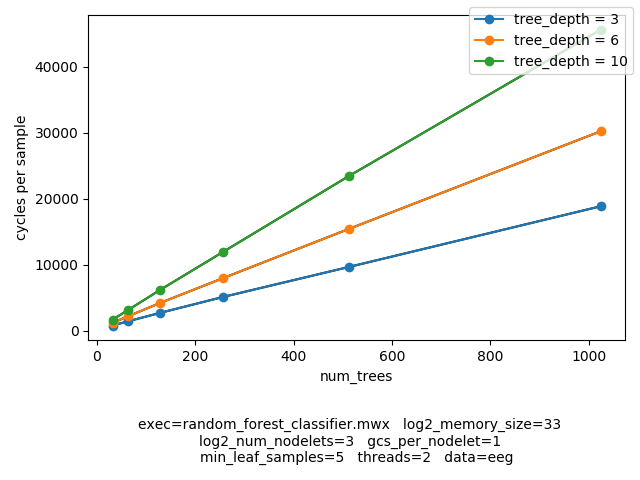 tree_depth = 3
tree_depth = 6
tree_depth = 10
cycles per sample
40000
30000
20000
10000
0
0 200 400 600 800 1000
num_trees
exec=random_forest_classifier.mwx log2_memory_size=33
log2_num_nodelets=3 gcs_per_nodelet=1
min_leaf_samples=5 threads=2 data=eeg